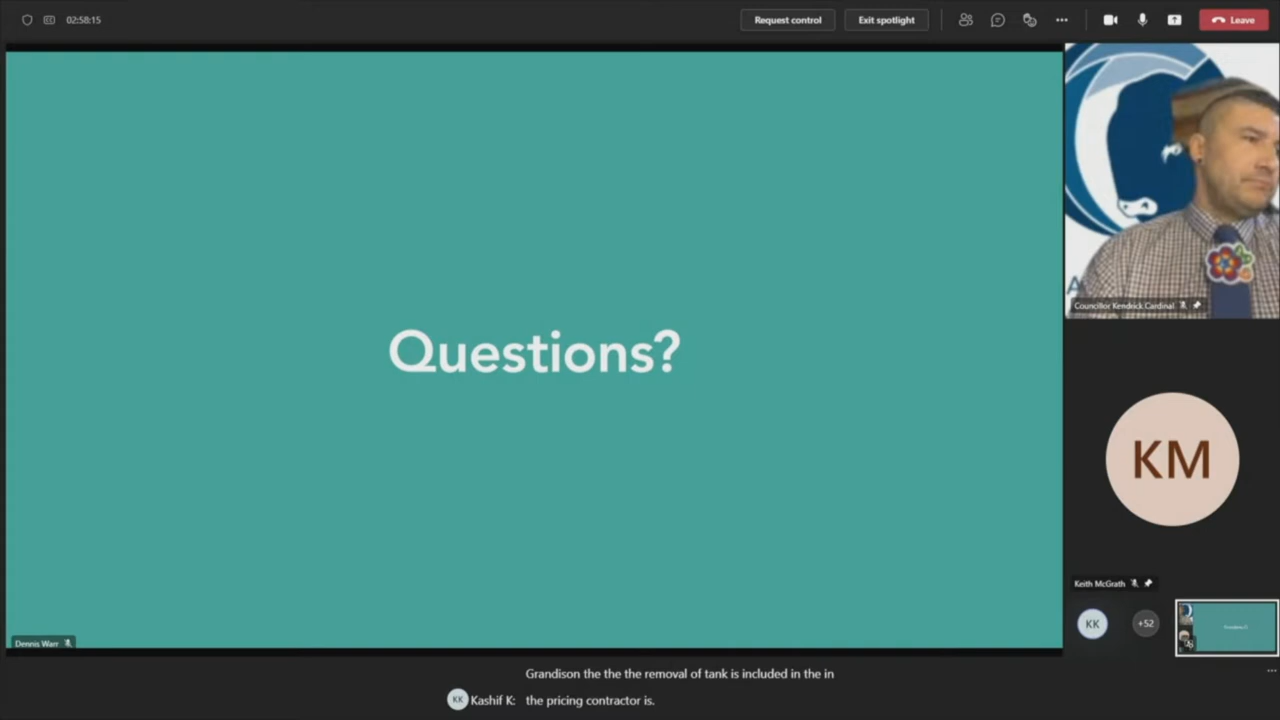 02:58:15
Request control
Exit spotlight
Leave
Questions?
Councillor Kendrick Cardinal
KM
Keith McGrath
KK
+52
Dennis Warr
Grandison the the the removal of tank is included in the in
KK Kashif K: the pricing contractor is.